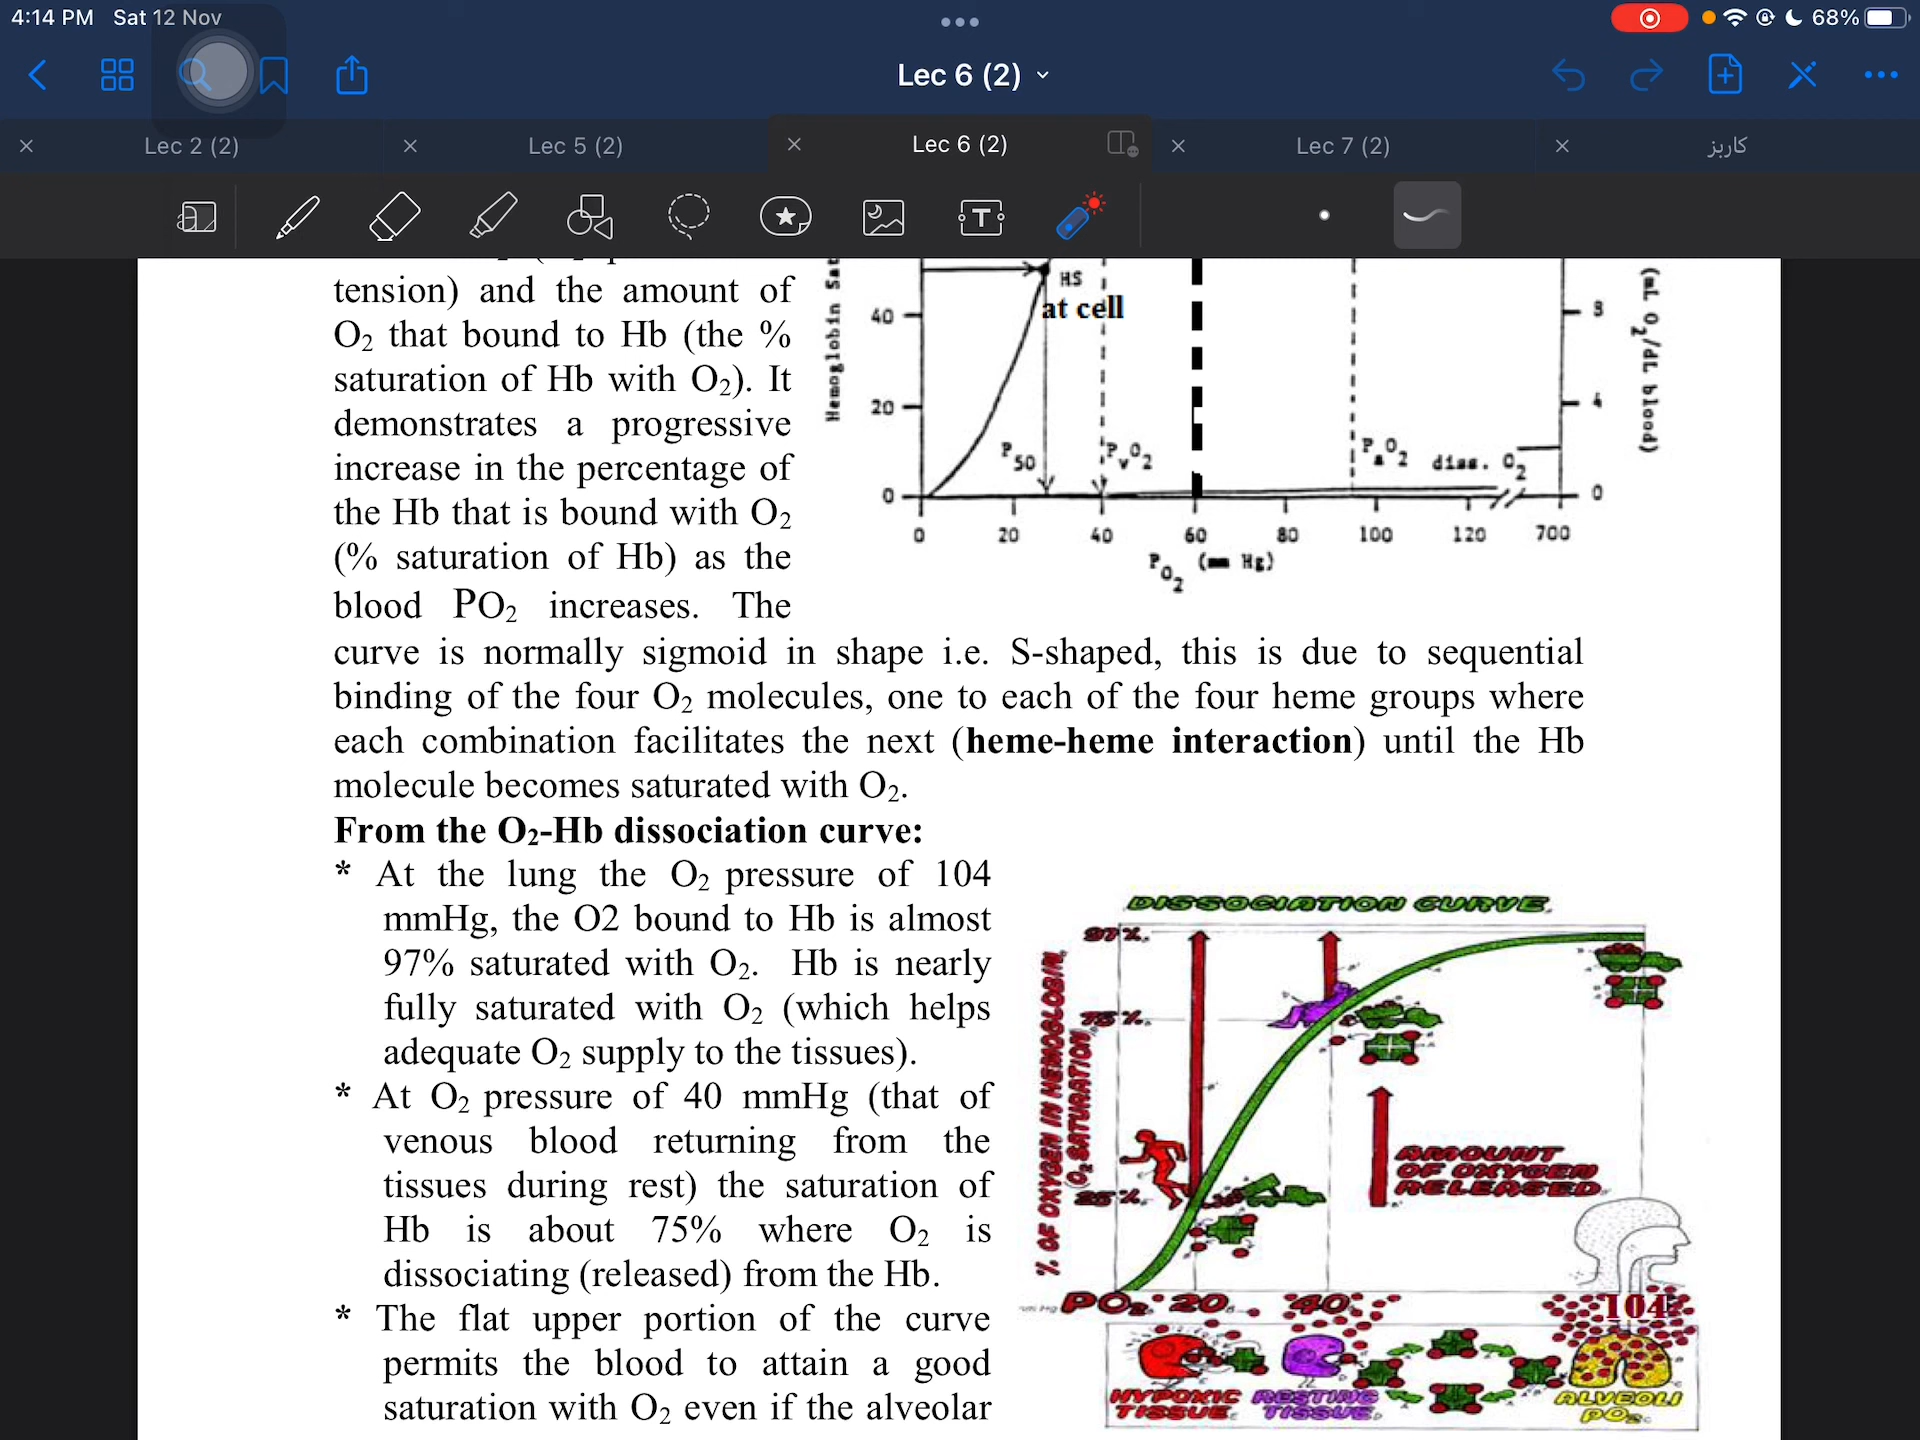 4:14 PM Sat 12 Nov
68%
Lec 6 (2)
Lec 2 (2)
Lec 5 (2)
Lec 6 (2)
Lec 7 (2)
كاربز
tension) and the amount of
O₂ that bound to Hb (the %
saturation of Hb with O₂). It
demonstrates a progressive
increase in the percentage of
the Hb that is bound with O₂
(% saturation of Hb) as the
blood PO₂ increases. The
Hemoglobin Sat
HS
at cell
40
20
0
P50
PvO2
PaO2
diss. O2
0 20 40 60 80 100 120 700
PO2 (mm Hg)
8
4
0
(mL O2/dL blood)
curve is normally sigmoid in shape i.e. S-shaped, this is due to sequential
binding of the four O₂ molecules, one to each of the four heme groups where
each combination facilitates the next (heme-heme interaction) until the Hb
molecule becomes saturated with O₂.
From the O₂-Hb dissociation curve:
* At the lung the O₂ pressure of 104
mmHg, the O2 bound to Hb is almost
97% saturated with O₂. Hb is nearly
fully saturated with O₂ (which helps
adequate O₂ supply to the tissues).
* At O₂ pressure of 40 mmHg (that of
venous blood returning from the
tissues during rest) the saturation of
Hb is about 75% where O₂ is
dissociating (released) from the Hb.
* The flat upper portion of the curve
permits the blood to attain a good
saturation with O₂ even if the alveolar
DISSOCIATION CURVE
97%
75%
25%
% OF OXYGEN IN HEMOGLOBIN
O₂ SATURATION
AMOUNT
OF OXYGEN
RELEASED
PO₂ 20 40 104
HYPOXIC
TISSUE
RESTING
TISSUE
ALVEOLI
PO₂